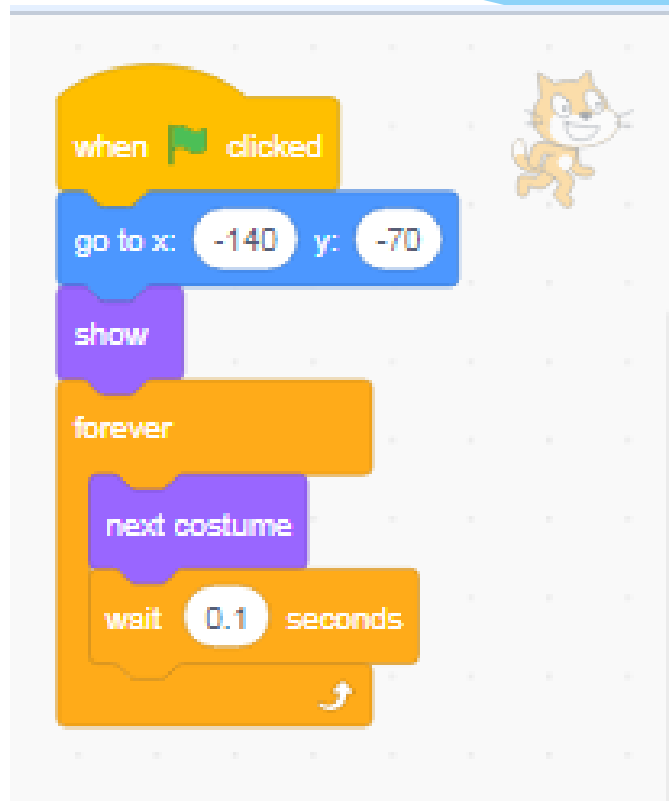 when clicked
go to x: -140 y: -70
show
forever
next costume
wait 0.1 seconds